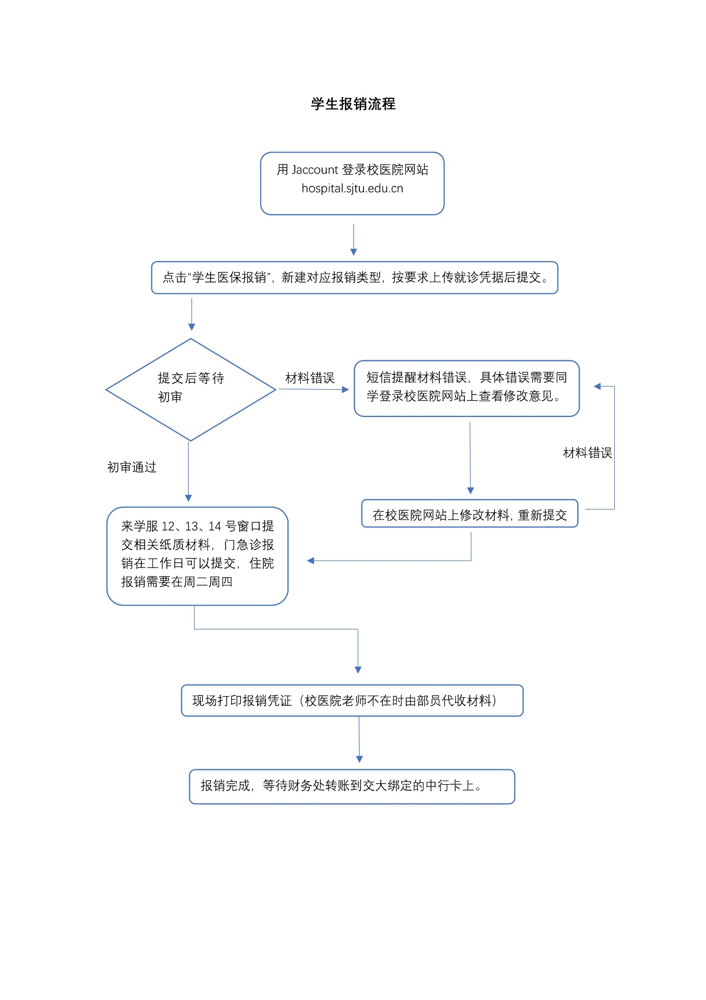 学生报销流程
用 Jaccount 登录校医院网站
hospital.sjtu.edu.cn
点击“学生医保报销”，新建对应报销类型，按要求上传就诊凭据后提交。
提交后等待
初审
材料错误
短信提醒材料错误，具体错误需要同
学登录校医院网站上查看修改意见。
材料错误
初审通过
在校医院网站上修改材料，重新提交
来学服 12、13、14 号窗口提
交相关纸质材料，门急诊报
销在工作日可以提交，住院
报销需要在周二周四
现场打印报销凭证（校医院老师不在时由部员代收材料）
报销完成，等待财务处转账到交大绑定的中行卡上。